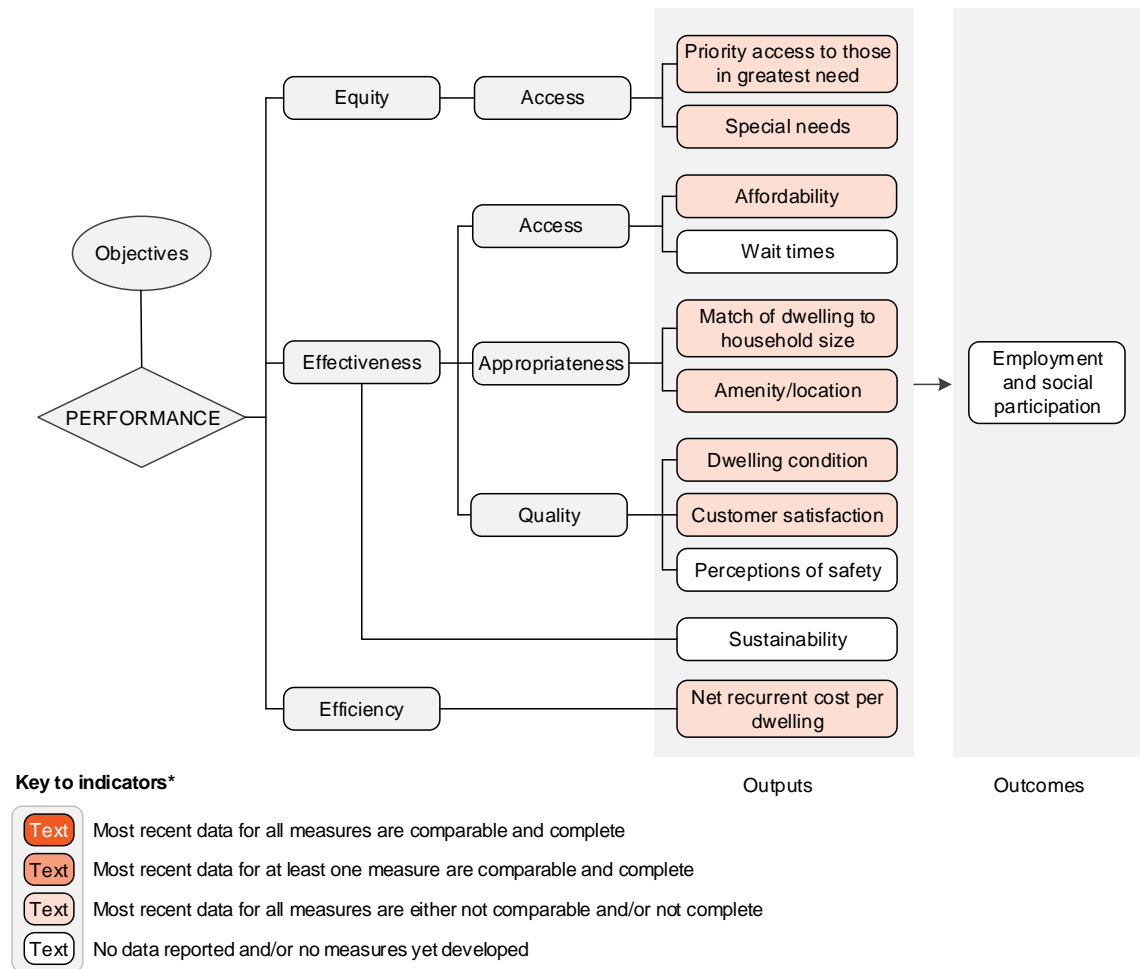 Objectives
PERFORMANCE
Equity
Access
Priority access to those
in greatest need
Special needs
Effectiveness
Access
Affordability
Wait times
Appropriateness
Match of dwelling to
household size
Amenity/location
Quality
Dwelling condition
Customer satisfaction
Perceptions of safety
Sustainability
Efficiency
Net recurrent cost per
dwelling
Employment
and social
participation
Outputs
Outcomes
Key to indicators*
Text Most recent data for all measures are comparable and complete
Text Most recent data for at least one measure are comparable and complete
Text Most recent data for all measures are either not comparable and/or not complete
Text No data reported and/or no measures yet developed